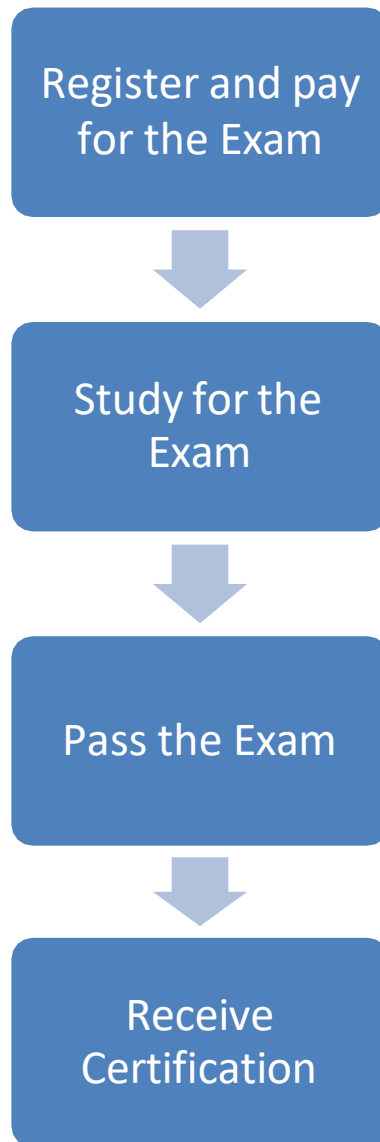 Register and pay
for the Exam
Study for the
Exam
Pass the Exam
Receive
Certification